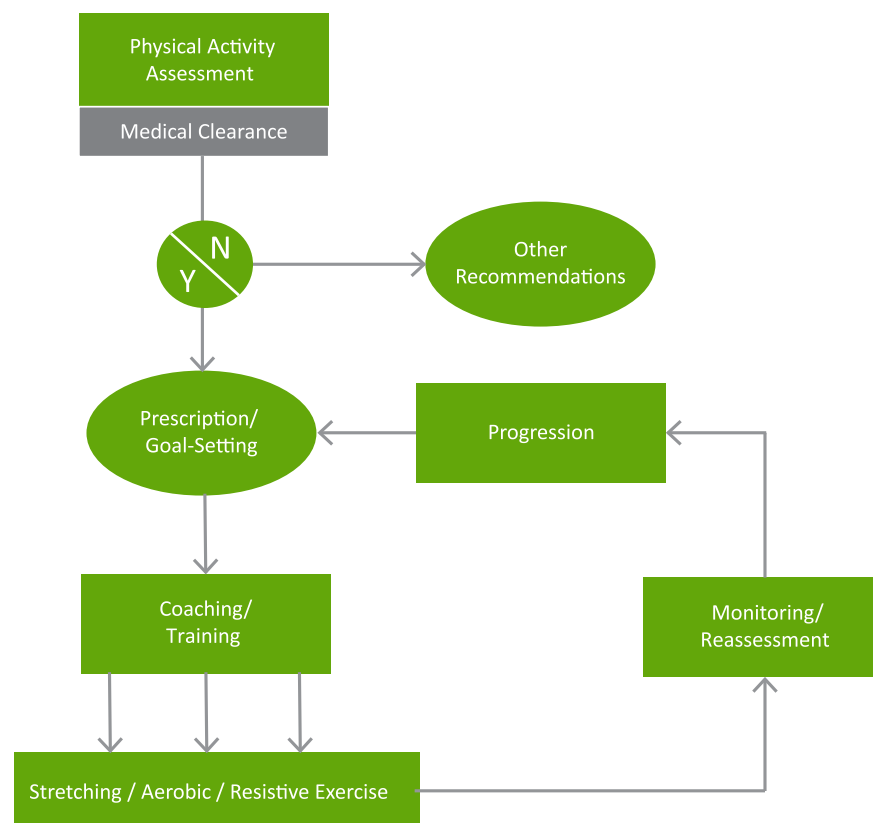 Physical Activity
Assessment
Medical Clearance
N
Y
Other
Recommendations
Prescription/
Goal-Setting
Progression
Coaching/
Training
Monitoring/
Reassessment
Stretching / Aerobic / Resistive Exercise